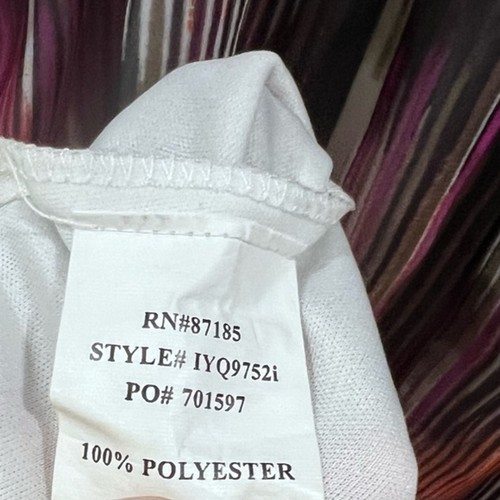 RN#87185
STYLE# IYQ9752i
PO# 701597
100% POLYESTER